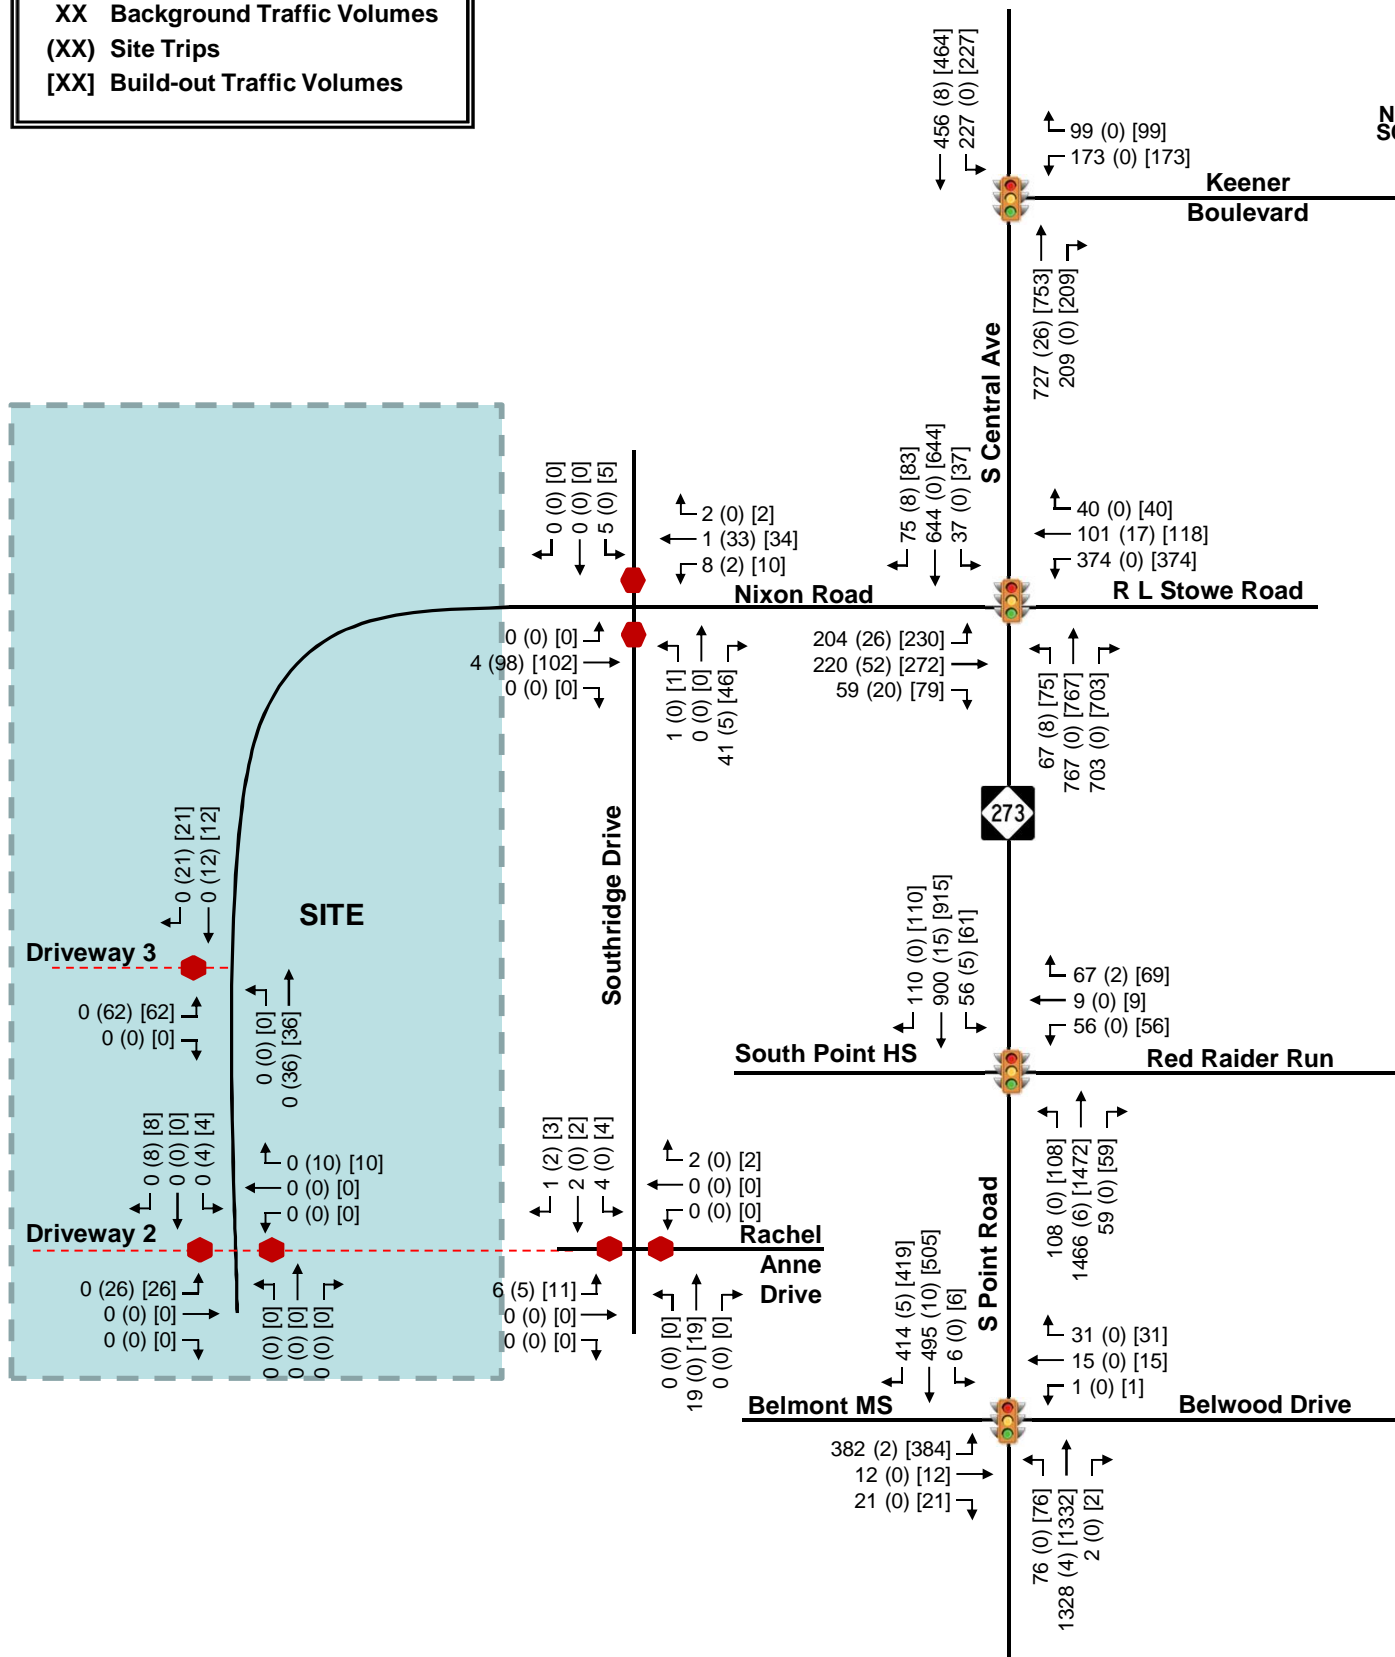 XX Background Traffic Volumes
(XX) Site Trips
[XX] Build-out Traffic Volumes
456 (8) [464]
227 (0) [227]
99 (0) [99]
173 (0) [173]
N
Keener
Boulevard
727 (26) [753]
209 (0) [209]
S Central Ave
0 (0) [0]
0 (0) [0]
5 (0) [5]
2 (0) [2]
1 (33) [34]
8 (2) [10]
75 (8) [83]
644 (0) [644]
37 (0) [37]
40 (0) [40]
101 (17) [118]
374 (0) [374]
Nixon Road
R L Stowe Road
0 (0) [0]
4 (98) [102]
0 (0) [0]
1 (0) [1]
0 (0) [0]
41 (5) [46]
204 (26) [230]
220 (52) [272]
59 (20) [79]
67 (8) [75]
767 (0) [767]
703 (0) [703]
273
Southridge Drive
0 (21) [21]
0 (12) [12]
SITE
Driveway 3
0 (62) [62]
0 (0) [0]
0 (0) [0]
0 (36) [36]
110 (0) [110]
900 (15) [915]
56 (5) [61]
67 (2) [69]
9 (0) [9]
56 (0) [56]
South Point HS
Red Raider Run
108 (0) [108]
1466 (6) [1472]
59 (0) [59]
0 (8) [8]
0 (0) [0]
0 (4) [4]
0 (10) [10]
0 (0) [0]
0 (0) [0]
Driveway 2
0 (26) [26]
0 (0) [0]
0 (0) [0]
0 (0) [0]
0 (0) [0]
0 (0) [0]
1 (2) [3]
2 (0) [2]
4 (0) [4]
2 (0) [2]
0 (0) [0]
0 (0) [0]
Rachel
Anne
Drive
6 (5) [11]
0 (0) [0]
0 (0) [0]
0 (0) [0]
19 (0) [19]
0 (0) [0]
S Point Road
414 (5) [419]
495 (10) [505]
6 (0) [6]
31 (0) [31]
15 (0) [15]
1 (0) [1]
Belmont MS
Belwood Drive
382 (2) [384]
12 (0) [12]
21 (0) [21]
76 (0) [76]
1328 (4) [1332]
2 (0) [2]